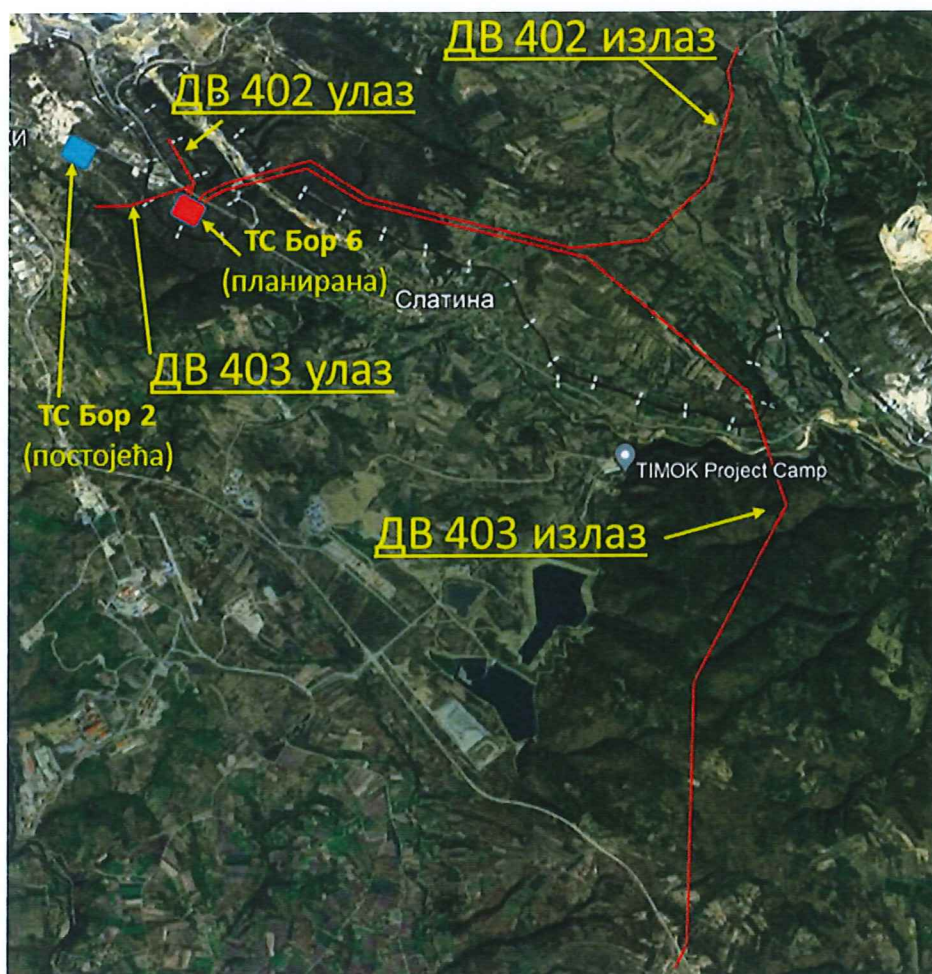 ДВ 402 излаз
ДВ 402 улаз
КИ
ТС Бор 6
(планирана)
Слатина
ДВ 403 улаз
ТС Бор 2
(постојећа)
TIMOK Project Camp
ДВ 403 излаз